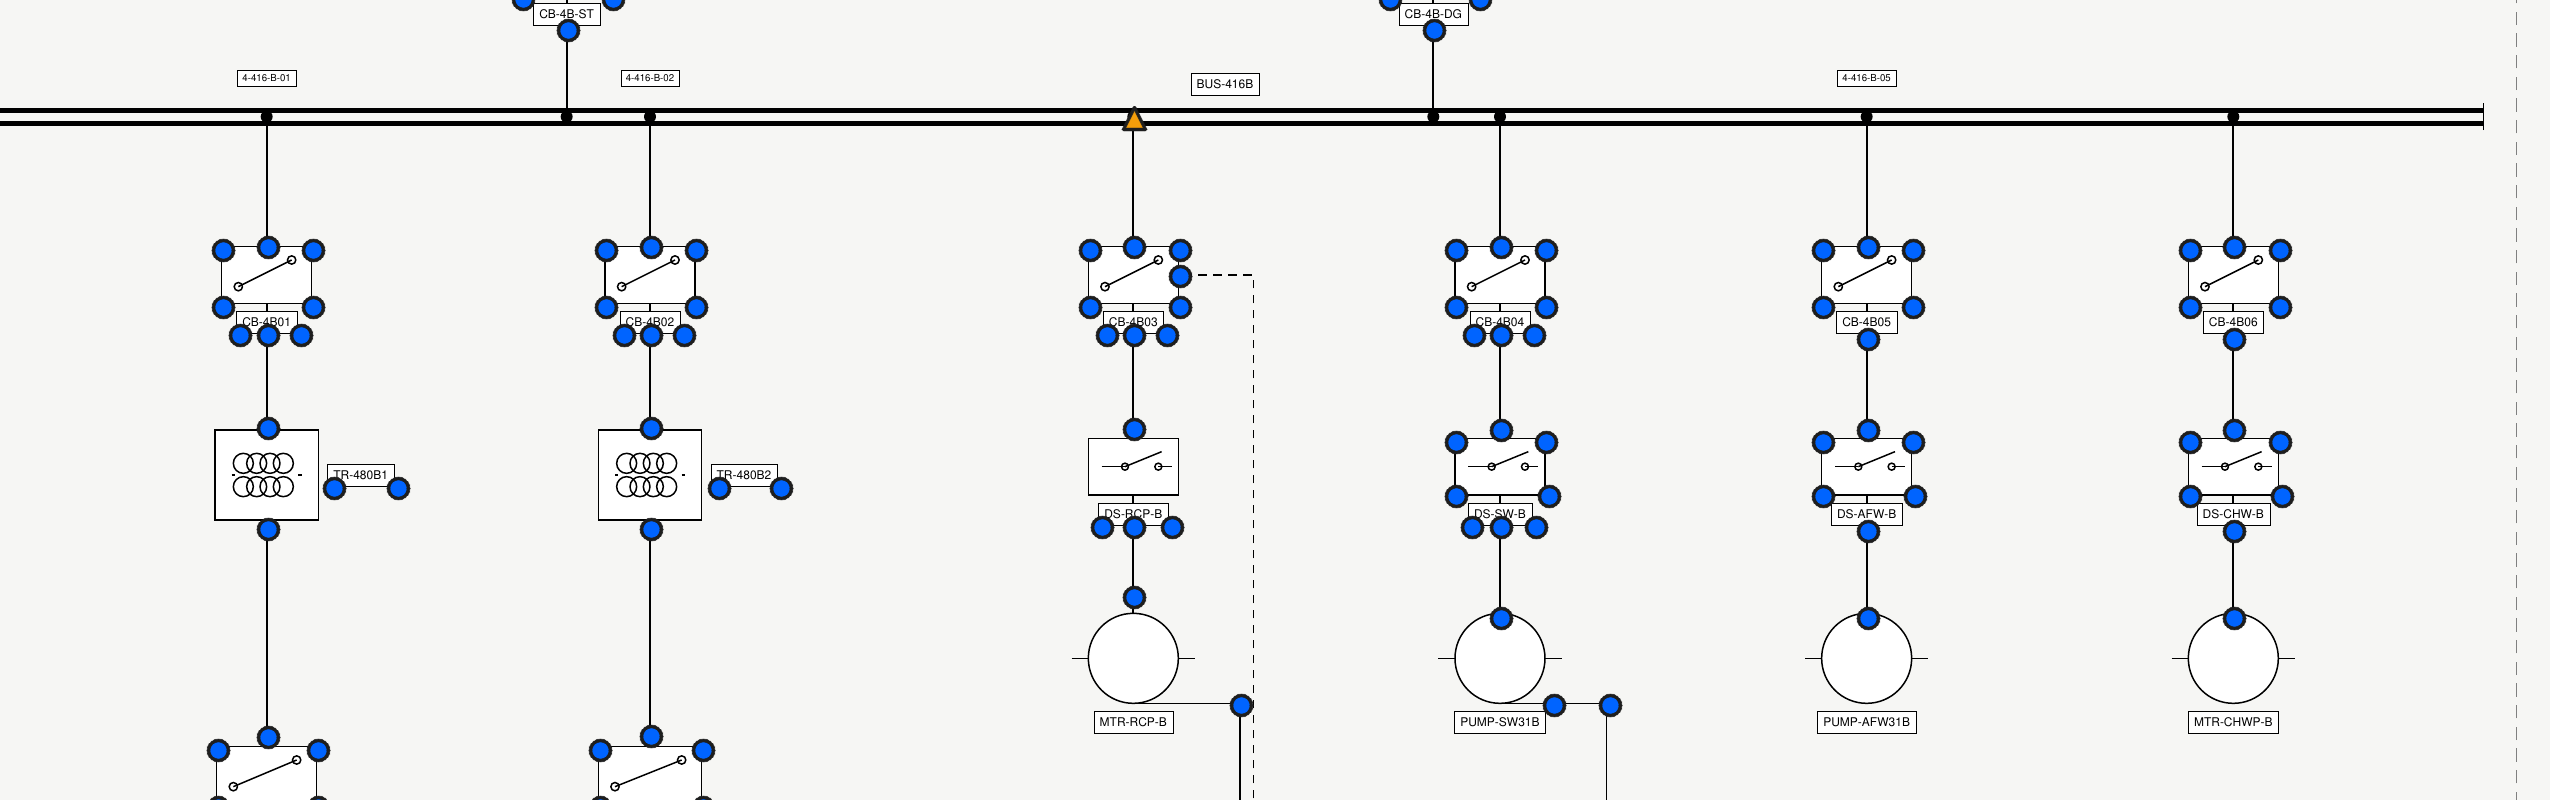 CB-4B-ST
CB-4B-DG
4-416-B-01
4-416-B-02
BUS-416B
4-416-B-05
CB-4B01
CB-4B02
CB-4B03
CB-4B04
CB-4B05
CB-4B06
TR-480B1
TR-480B2
DS-RCP-B
DS-SW-B
DS-AFW-B
DS-CHW-B
MTR-RCP-B
PUMP-SW31B
PUMP-AFW31B
MTR-CHWP-B